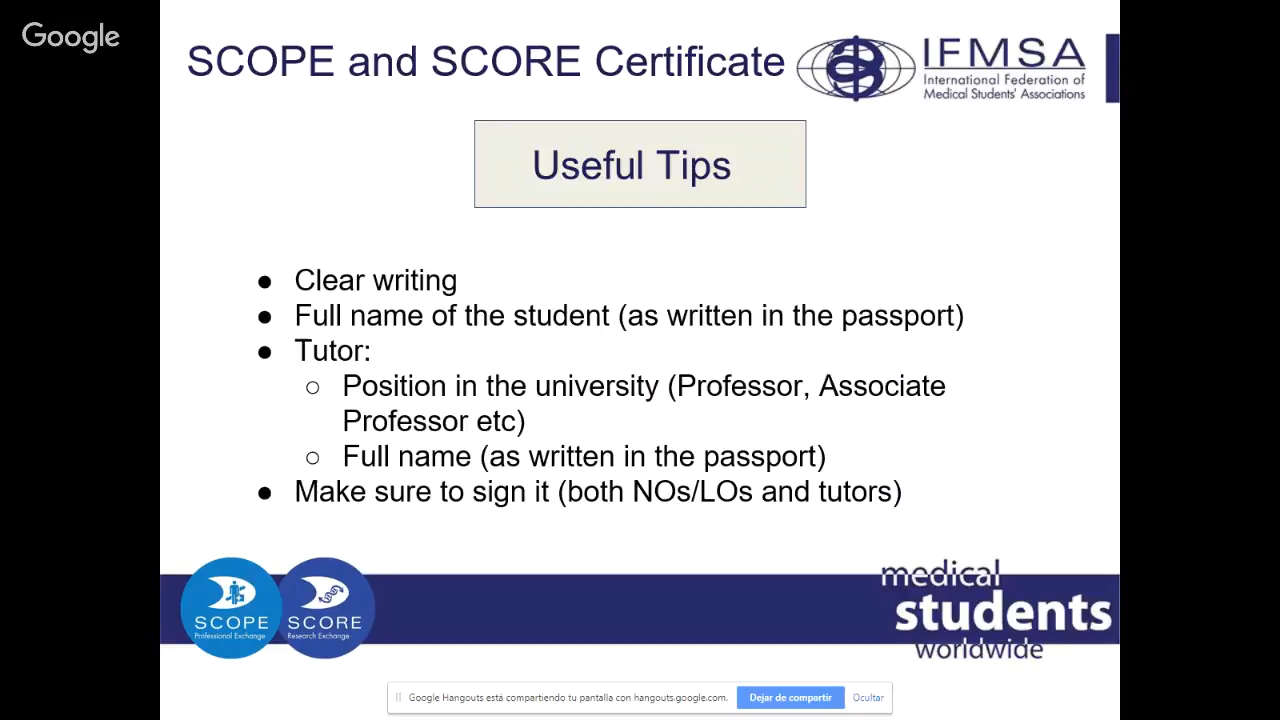 Google
SCOPE and SCORE Certificate
IFMSA
International Federation of
Medical Students' Associations
Useful Tips
● Clear writing
● Full name of the student (as written in the passport)
● Tutor:
○ Position in the university (Professor, Associate
Professor etc)
○ Full name (as written in the passport)
● Make sure to sign it (both NOs/LOs and tutors)
SCOPE
Professional Exchange
SCORE
Research Exchange
medical
students
worldwide
Google Hangouts está compartiendo tu pantalla con hangouts.google.com.
Dejar de compartir
Ocultar